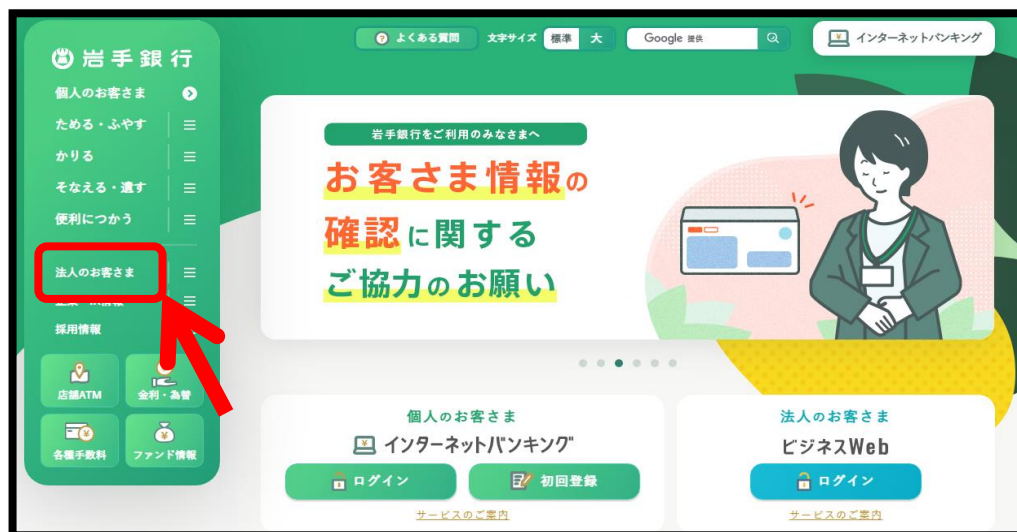 岩手銀行
個人のお客さま
ためる・ふやす
かりる
そなえる・遺す
便利につかう
法人のお客さま
採用情報
店舗ATM
金利・為替
各種手数料
ファンド情報
よくある質問
文字サイズ 標準 大
Google 提供
インターネットバンキング
岩手銀行をご利用のみなさまへ
お客さま情報の
確認に関する
ご協力のお願い
個人のお客さま
インターネットバンキング
ログイン
初回登録
サービスのご案内
法人のお客さま
ビジネスWeb
ログイン
サービスのご案内